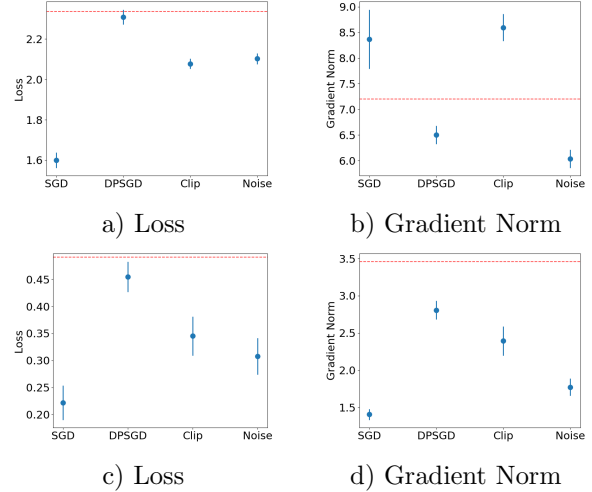 2.2
2.0
1.8
1.6
Loss
SGD
DPSGD
Clip
Noise
a) Loss
9.0
8.5
8.0
7.5
7.0
6.5
6.0
Gradient Norm
SGD
DPSGD
Clip
Noise
b) Gradient Norm
0.45
0.40
0.35
0.30
0.25
0.20
Loss
SGD
DPSGD
Clip
Noise
c) Loss
3.5
3.0
2.5
2.0
1.5
Gradient Norm
SGD
DPSGD
Clip
Noise
d) Gradient Norm